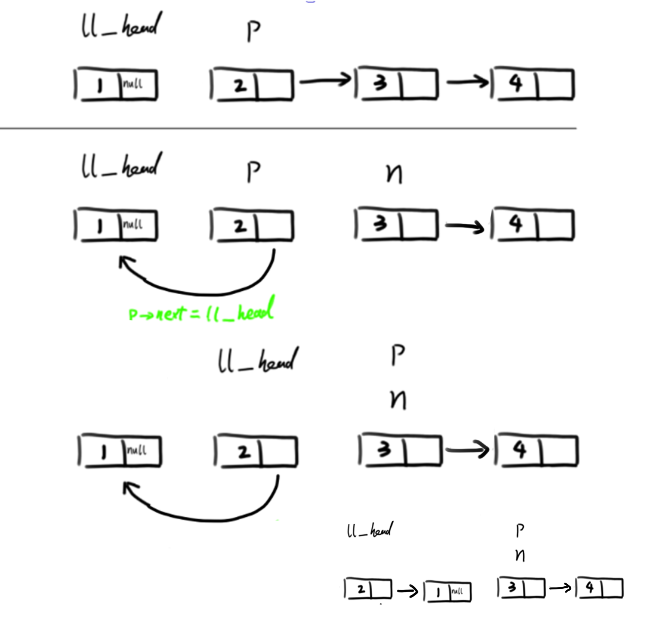 ll_head P
1 null 2 3 4
ll_head P n
1 null 2 3 4
P→next = ll_head
ll_head P
n
1 null 2 3 4
ll_head P
n
2 1 null 3 4